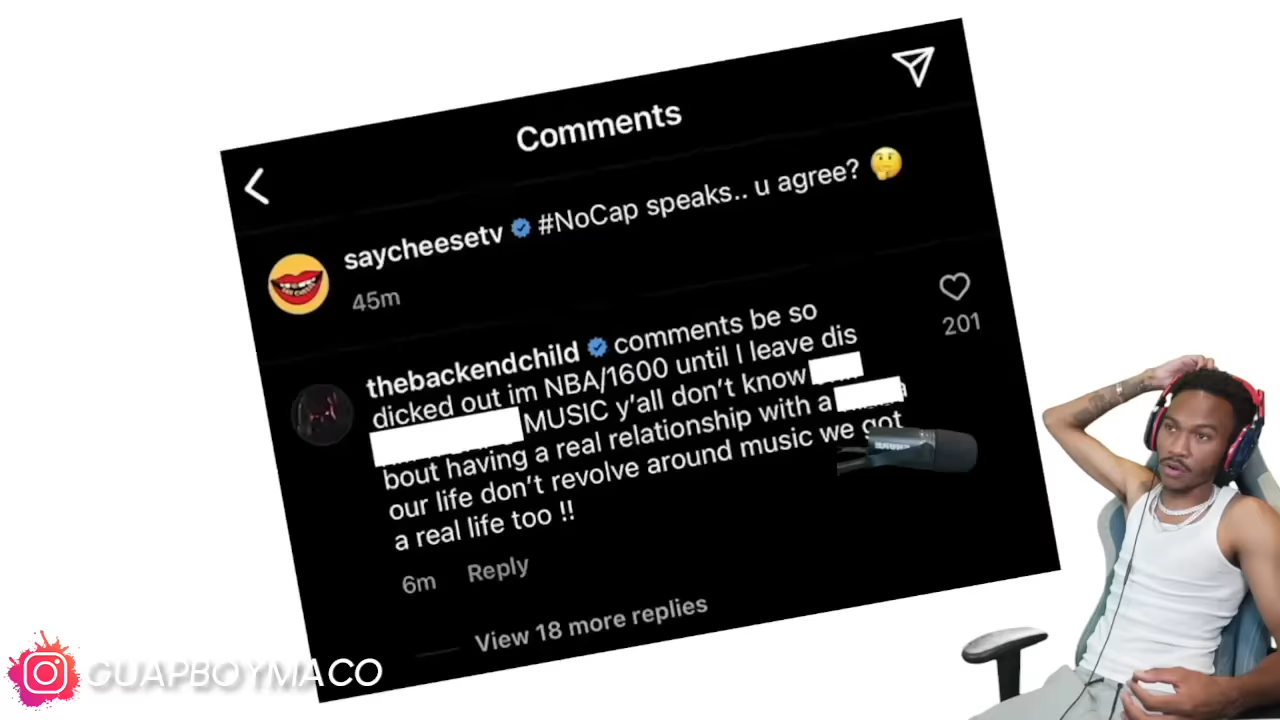 Comments
saycheesetv #NoCap speaks.. u agree? 🤔
45m
thebackendchild comments be so
dicked out im NBA/1600 until I leave dis
MUSIC y'all don't know
bout having a real relationship with a
our life don't revolve around music we got
a real life too !!
201
6m Reply
View 18 more replies
GUAPBOYMACO